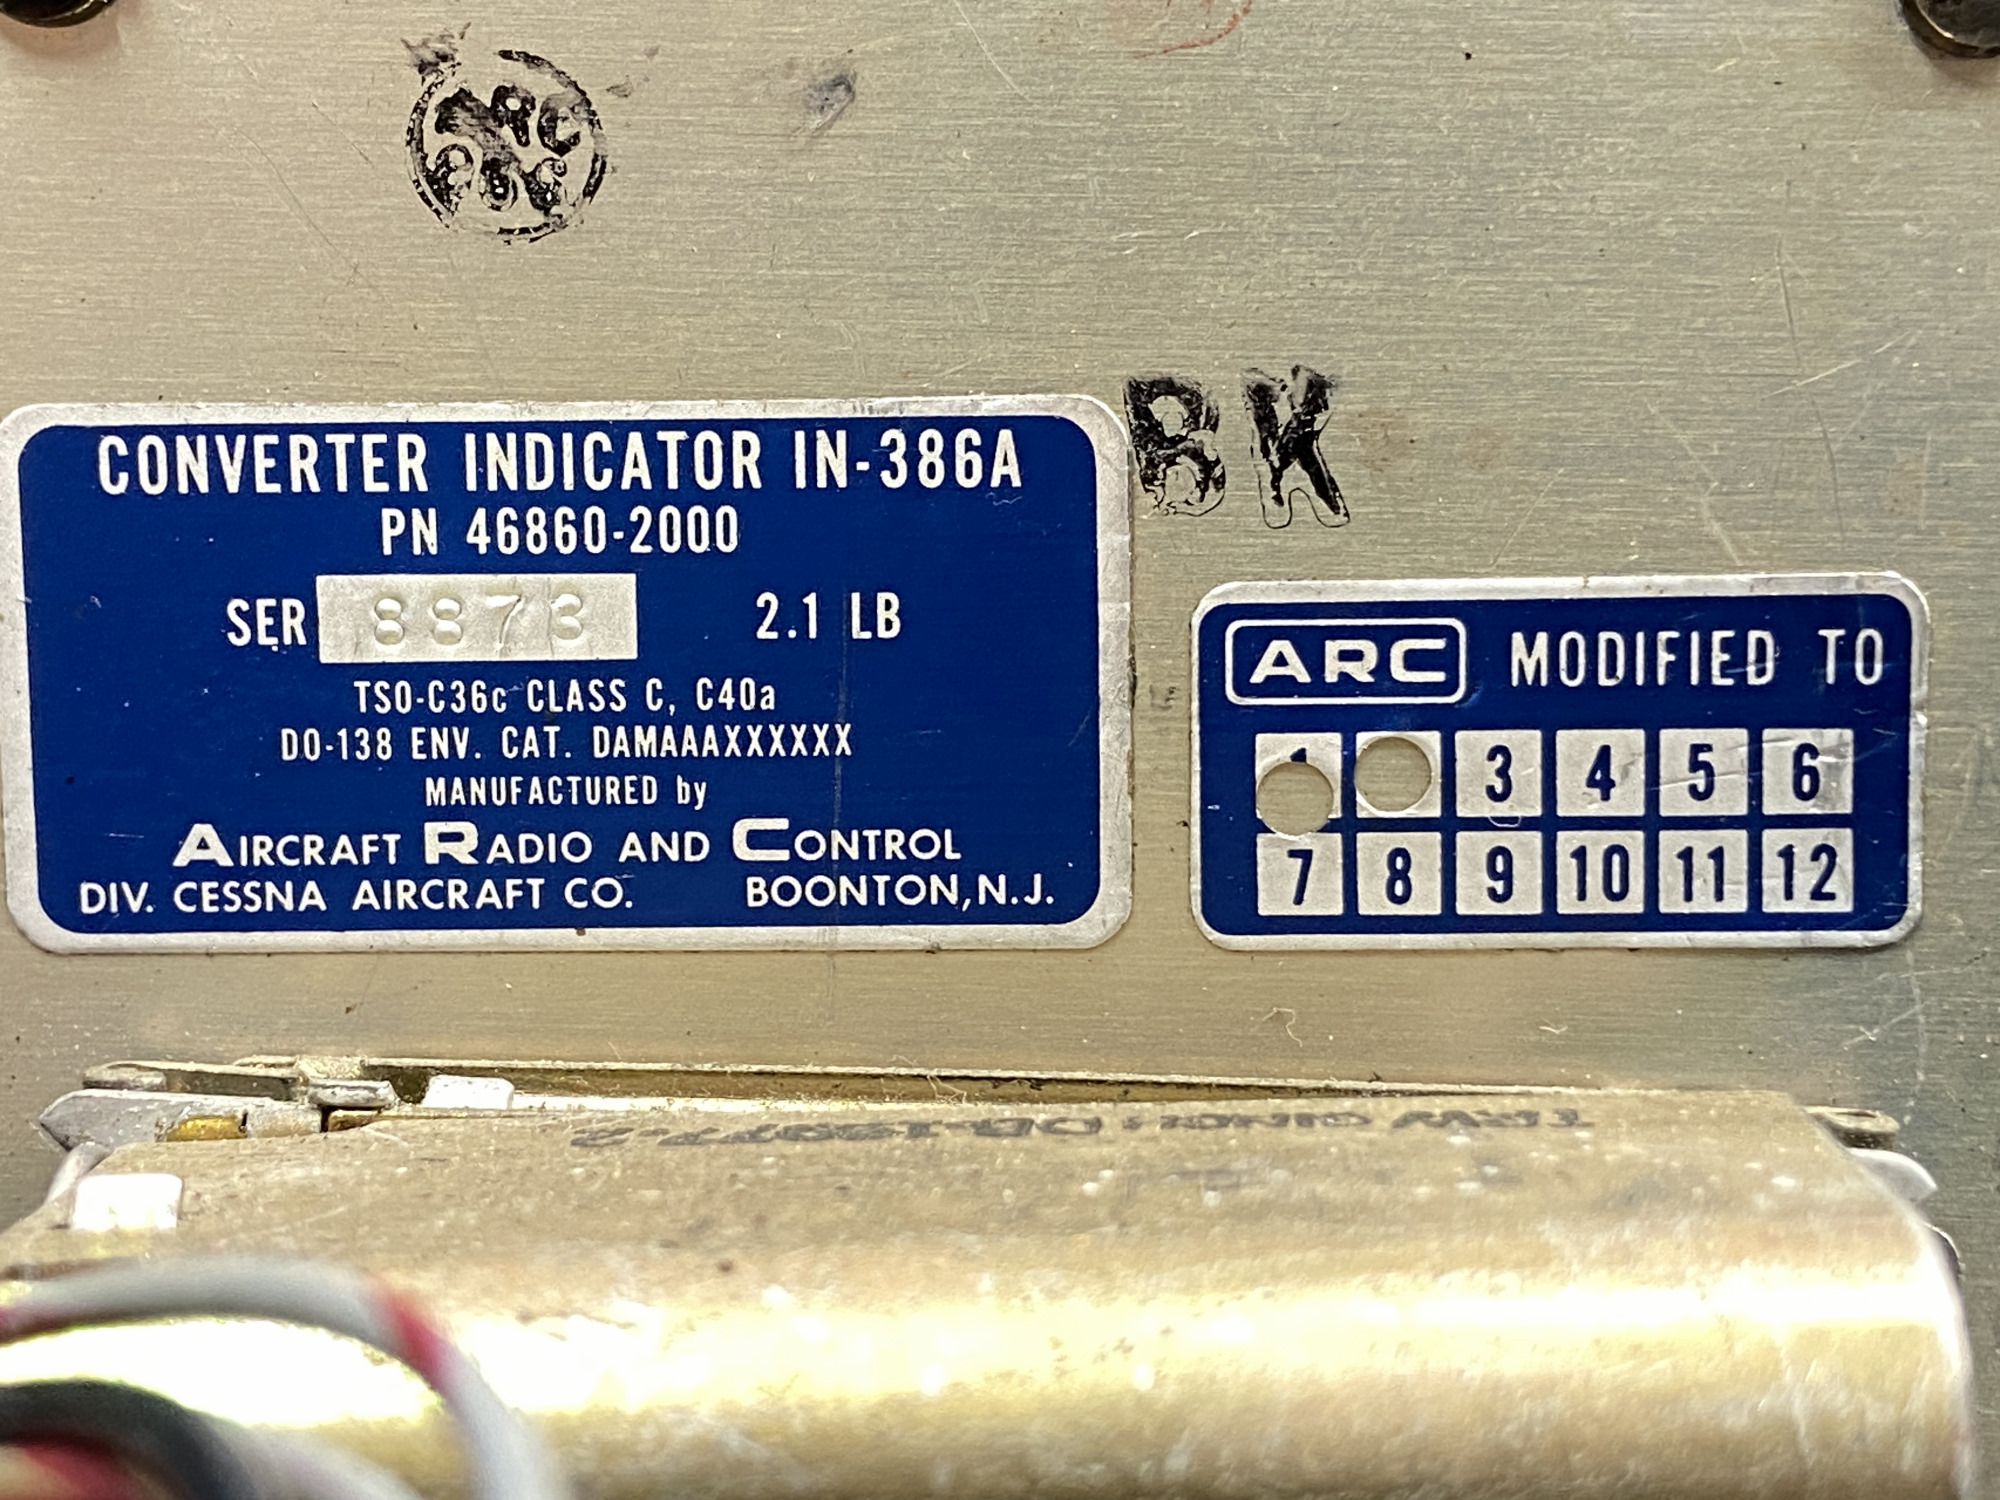 ARC
BK
CONVERTER INDICATOR IN-386A
PN 46860-2000
SER 8873 2.1 LB
TSO-C36c CLASS C, C40a
DO-138 ENV. CAT. DAMAAAXXXXXX
MANUFACTURED by
AIRCRAFT RADIO AND CONTROL
DIV. CESSNA AIRCRAFT CO. BOONTON, N.J.
ARC MODIFIED TO
3 4 5 6
7 8 9 10 11 12